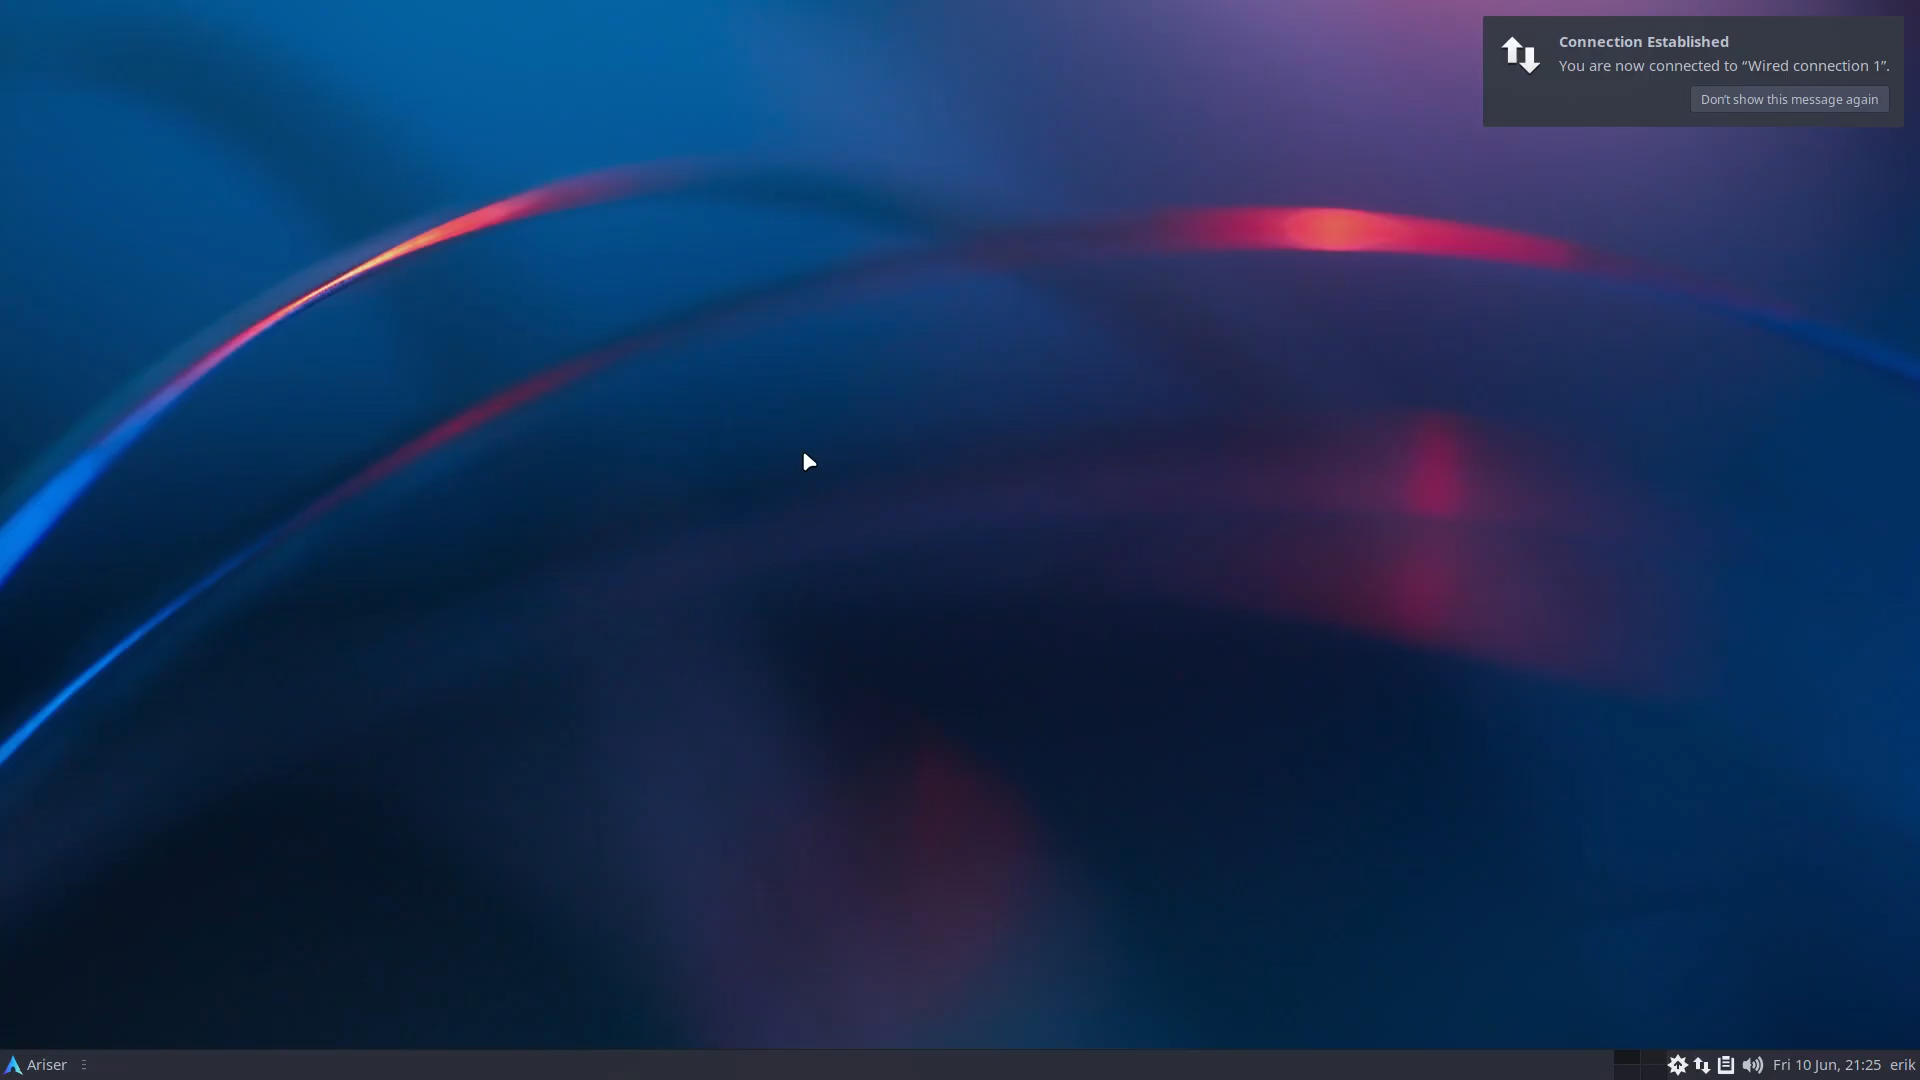 Connection Established
You are now connected to “Wired connection 1”.
Don't show this message again
Ariser
Fri 10 Jun, 21:25 erik